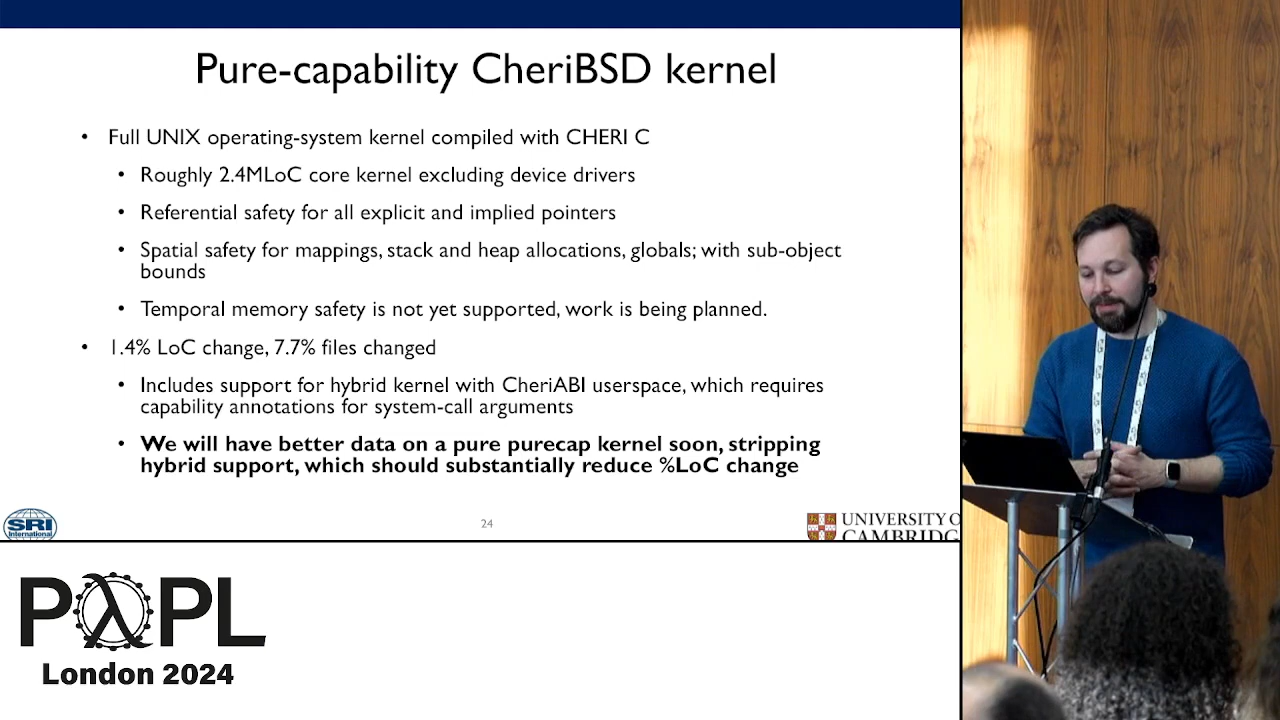 Pure-capability CheriBSD kernel
• Full UNIX operating-system kernel compiled with CHERI C
• Roughly 2.4MLoC core kernel excluding device drivers
• Referential safety for all explicit and implied pointers
• Spatial safety for mappings, stack and heap allocations, globals; with sub-object
bounds
• Temporal memory safety is not yet supported, work is being planned.
• 1.4% LoC change, 7.7% files changed
• Includes support for hybrid kernel with CheriABI userspace, which requires
capability annotations for system-call arguments
• We will have better data on a pure purecap kernel soon, stripping
hybrid support, which should substantially reduce %LoC change
SRI
International
24
UNIVERSITY O
CAMBRIDG
PλPL
London 2024